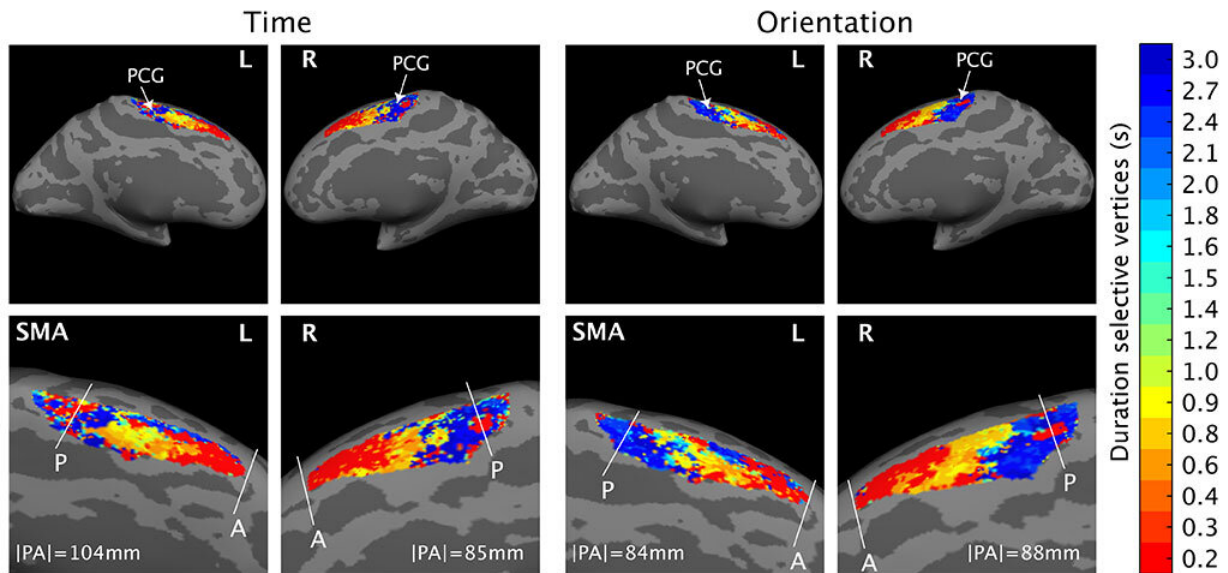 Time
Orientation
L
R
L
R
PCG
PCG
PCG
PCG
SMA
L
R
SMA
L
R
P
A
A
P
P
A
A
P
|PA|=104mm
|PA|=85mm
|PA|=84mm
|PA|=88mm
Duration selective vertices (s)
3.0
2.7
2.1
2.0
1.8
1.6
1.5
1.4
1.2
1.0
0.9
0.8
0.6
0.4
0.3
0.2